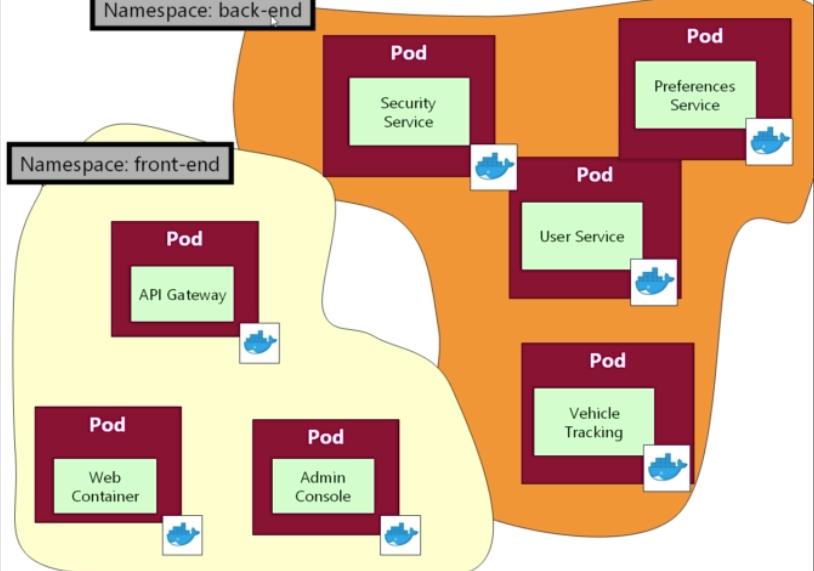 Namespace: back-end
Pod
Security
Service
Pod
Preferences
Service
Pod
User Service
Pod
Vehicle
Tracking
Namespace: front-end
Pod
API Gateway
Pod
Web
Container
Pod
Admin
Console